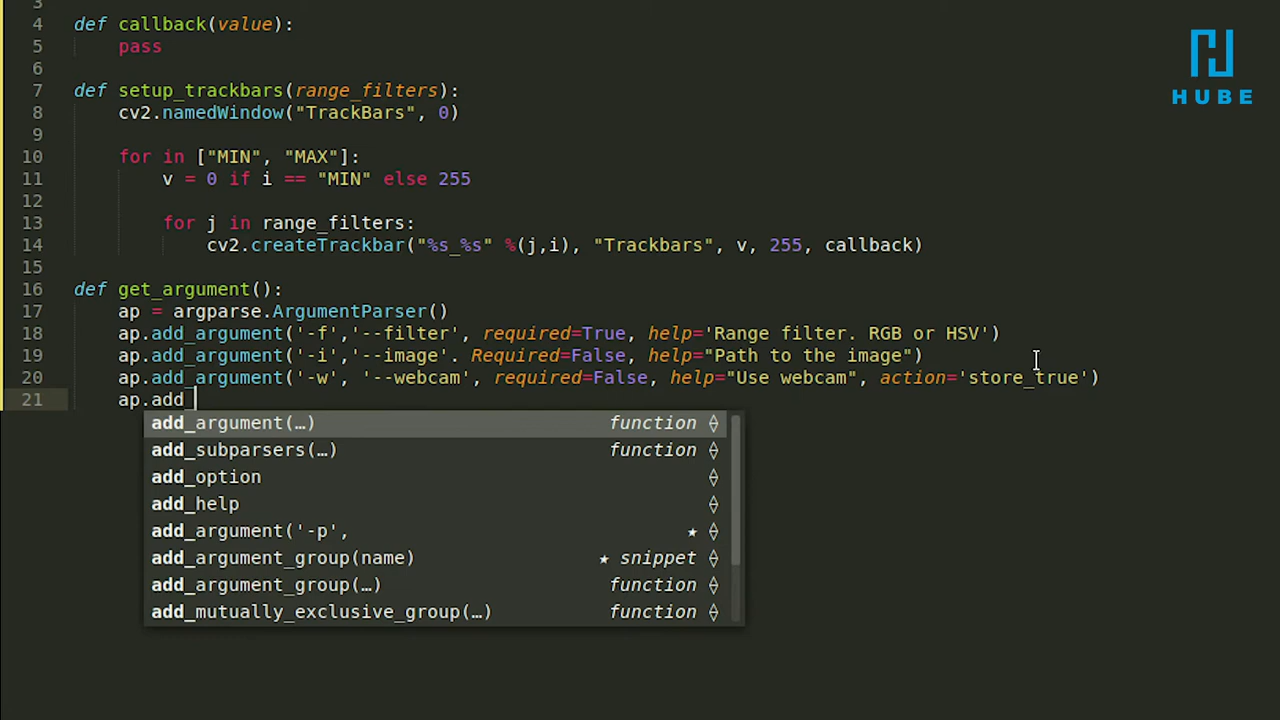 3
4 def callback(value):
5 pass
6
7 def setup_trackbars(range_filters):
8 cv2.namedWindow("TrackBars", 0)
9
10 for in ["MIN", "MAX"]:
11 v = 0 if i == "MIN" else 255
12
13 for j in range_filters:
14 cv2.createTrackbar("%s_%s" %(j,i), "Trackbars", v, 255, callback)
15
16 def get_argument():
17 ap = argparse.ArgumentParser()
18 ap.add_argument('-f','--filter', required=True, help='Range filter. RGB or HSV')
19 ap.add_argument('-i','--image'. Required=False, help="Path to the image")
20 ap.add_argument('-w', '--webcam', required=False, help="Use webcam", action='store_true')
21 ap.add_
add_argument(…) function
add_subparsers(…) function
add_option
add_help
add_argument('-p', ★
add_argument_group(name) ★ snippet
add_argument_group(…) function
add_mutually_exclusive_group(…) function
HUBE